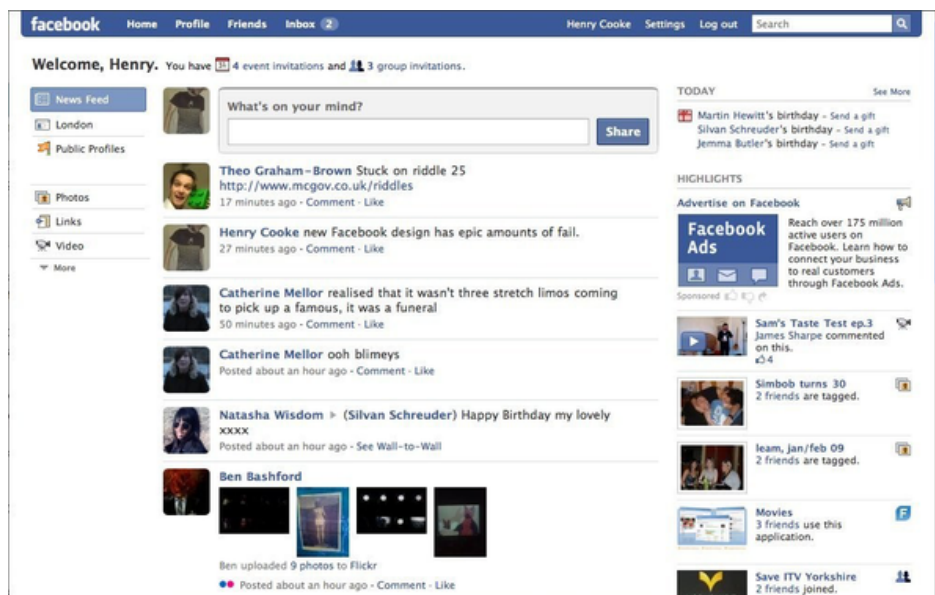 facebook Home Profile Friends Inbox 2 Henry Cooke Settings Log out Search
Welcome, Henry. You have 31 4 event invitations and 3 group invitations.
News Feed
London
Public Profiles
Photos
Links
Video
More
What's on your mind?
Share
Theo Graham-Brown Stuck on riddle 25
http://www.mcgov.co.uk/riddles
17 minutes ago - Comment - Like
Henry Cooke new Facebook design has epic amounts of fail.
27 minutes ago - Comment · Like
Catherine Mellor realised that it wasn't three stretch limos coming
to pick up a famous, it was a funeral
50 minutes ago - Comment · Like
Catherine Mellor ooh blimeys
Posted about an hour ago - Comment · Like
Natasha Wisdom ▸ (Silvan Schreuder) Happy Birthday my lovely
xxxx
Posted about an hour ago - See Wall-to-Wall
Ben Bashford
Ben uploaded 9 photos to Flickr
Posted about an hour ago - Comment · Like
TODAY See More
Martin Hewitt's birthday - Send a gift
Silvan Schreuder's birthday - Send a gift
Jemma Butler's birthday - Send a gift
HIGHLIGHTS
Advertise on Facebook
Facebook
Ads
Reach over 175 million
active users on
Facebook. Learn how to
connect your business
to real customers
through Facebook Ads.
Sponsored
Sam's Taste Test ep.3
James Sharpe commented
on this.
4
Simbob turns 30
2 friends are tagged.
leam, jan/feb 09
2 friends are tagged.
Movies
3 friends use this
application.
Save ITV Yorkshire
2 friends joined.